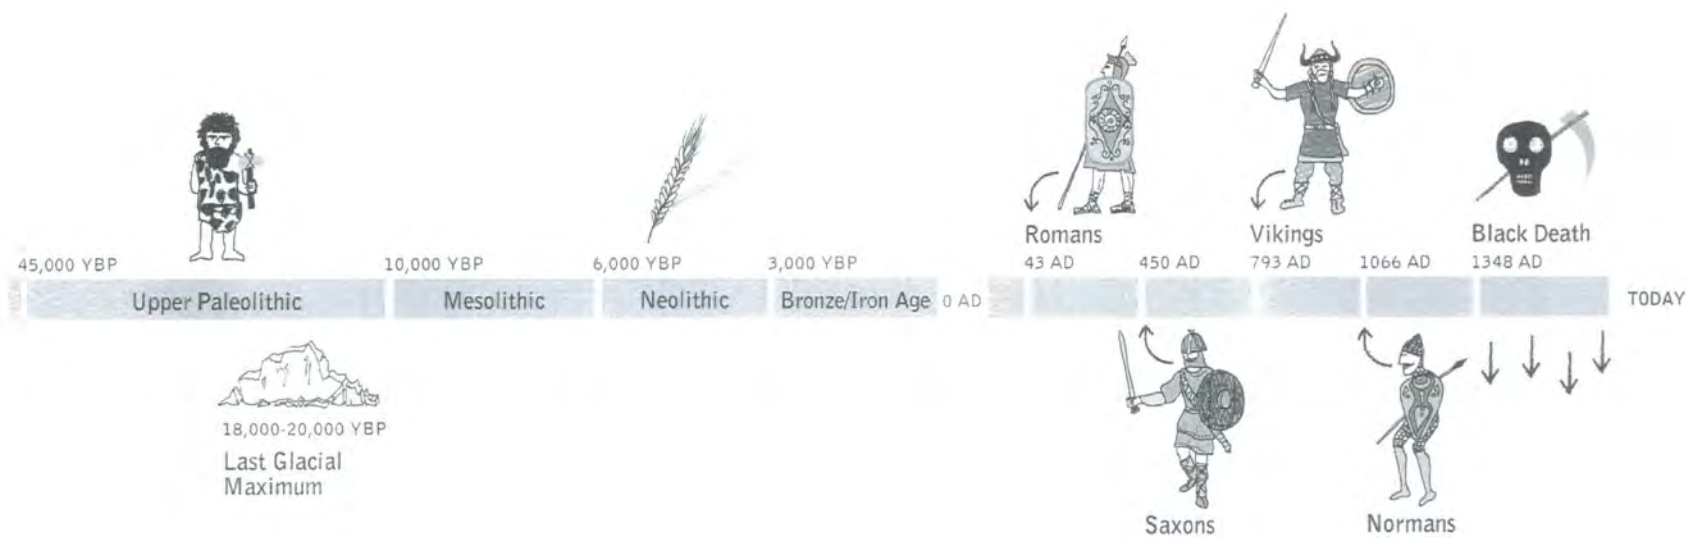 Romans
Vikings
Black Death
45,000 YBP
10,000 YBP
6,000 YBP
3,000 YBP
43 AD
450 AD
793 AD
1066 AD
1348 AD
Upper Paleolithic
Mesolithic
Neolithic
Bronze/Iron Age
0 AD
TODAY
18,000-20,000 YBP
Last Glacial
Maximum
Saxons
Normans